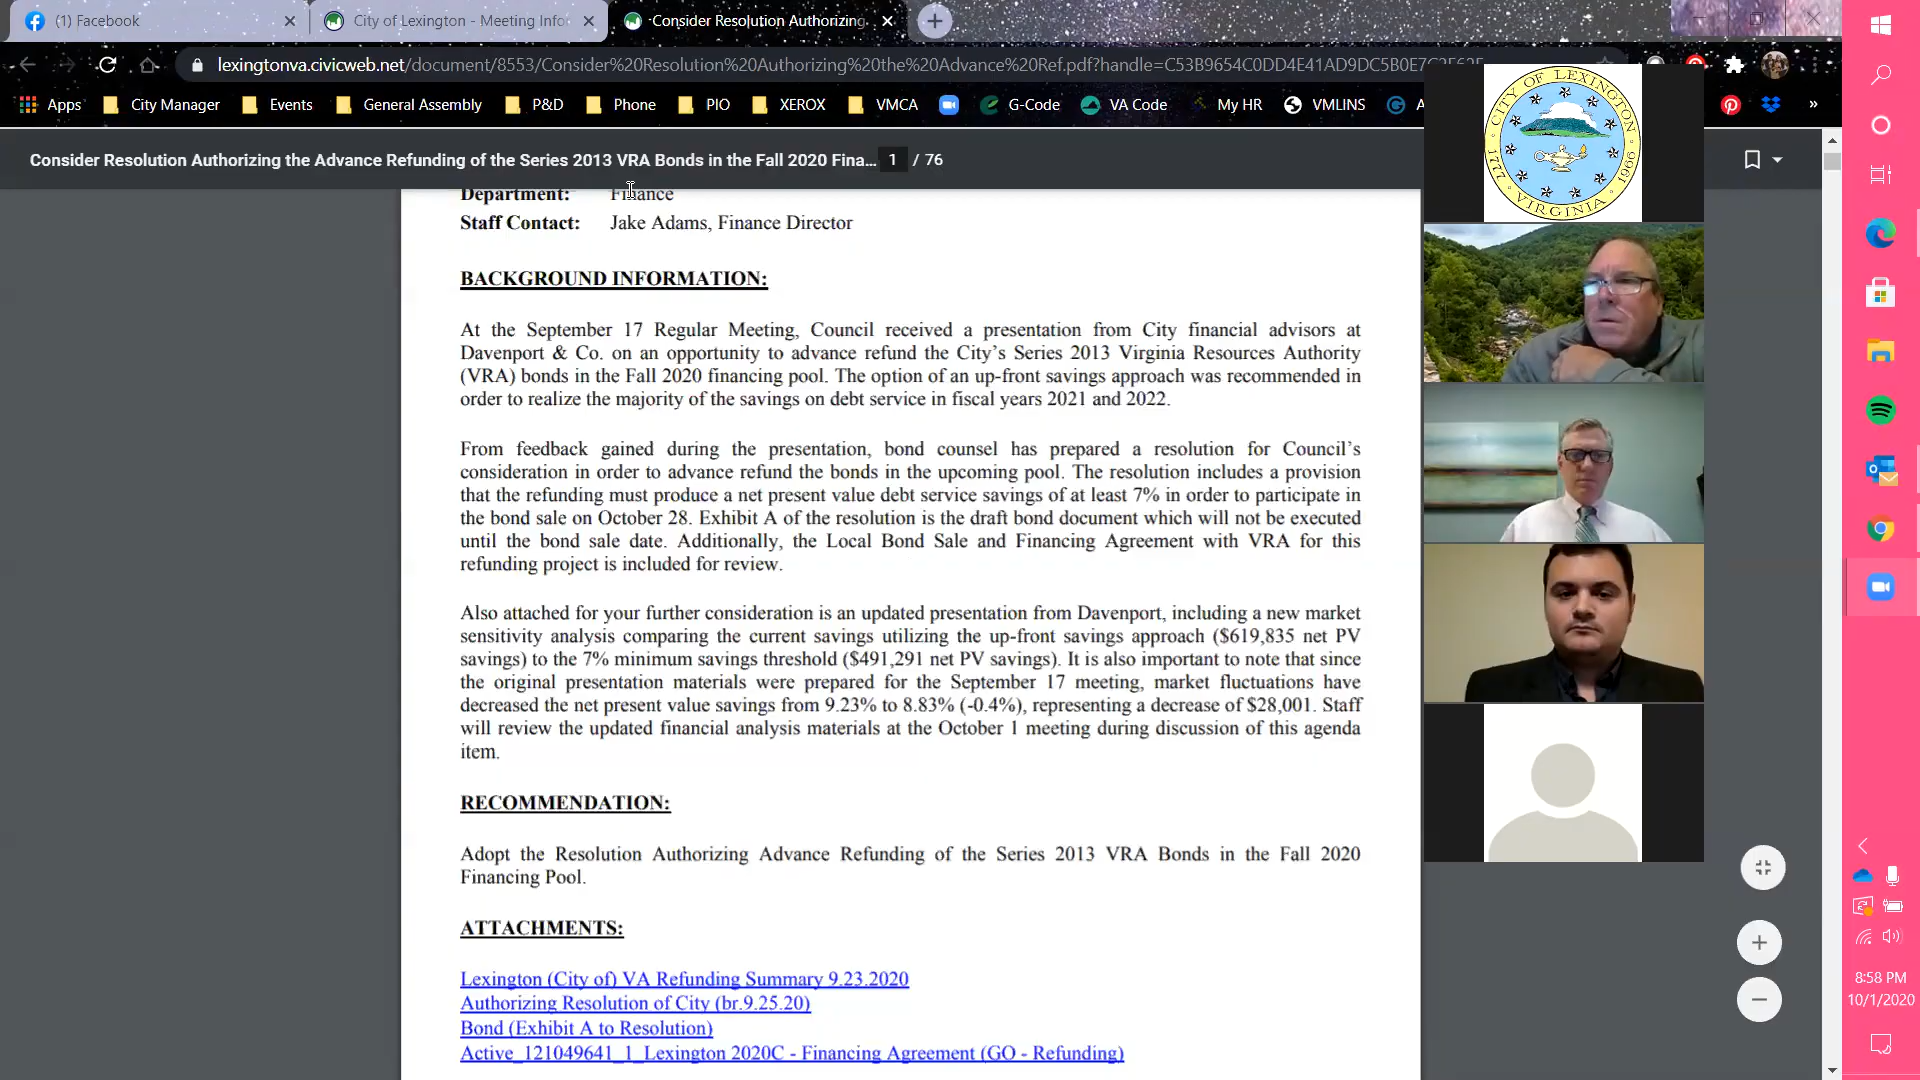 (1) Facebook
City of Lexington - Meeting Info
Consider Resolution Authorizing
lexingtonva.civicweb.net/document/8553/Consider%20Resolution%20Authorizing%20the%20Advance%20Ref.pdf?handle=C53B9654C0DD4E41AD9DC5B0E7C2F62F
Apps
City Manager
Events
General Assembly
P&D
Phone
PIO
XEROX
VMCA
G-Code
VA Code
My HR
VMLINS
»
Consider Resolution Authorizing the Advance Refunding of the Series 2013 VRA Bonds in the Fall 2020 Fina...
1 / 76
CITY OF LEXINGTON
1777
1966
VIRGINIA
Department: Finance
Staff Contact: Jake Adams, Finance Director
BACKGROUND INFORMATION:
At the September 17 Regular Meeting, Council received a presentation from City financial advisors at
Davenport & Co. on an opportunity to advance refund the City's Series 2013 Virginia Resources Authority
(VRA) bonds in the Fall 2020 financing pool. The option of an up-front savings approach was recommended in
order to realize the majority of the savings on debt service in fiscal years 2021 and 2022.
From feedback gained during the presentation, bond counsel has prepared a resolution for Council's
consideration in order to advance refund the bonds in the upcoming pool. The resolution includes a provision
that the refunding must produce a net present value debt service savings of at least 7% in order to participate in
the bond sale on October 28. Exhibit A of the resolution is the draft bond document which will not be executed
until the bond sale date. Additionally, the Local Bond Sale and Financing Agreement with VRA for this
refunding project is included for review.
Also attached for your further consideration is an updated presentation from Davenport, including a new market
sensitivity analysis comparing the current savings utilizing the up-front savings approach ($619,835 net PV
savings) to the 7% minimum savings threshold ($491,291 net PV savings). It is also important to note that since
the original presentation materials were prepared for the September 17 meeting, market fluctuations have
decreased the net present value savings from 9.23% to 8.83% (-0.4%), representing a decrease of $28,001. Staff
will review the updated financial analysis materials at the October 1 meeting during discussion of this agenda
item.
RECOMMENDATION:
Adopt the Resolution Authorizing Advance Refunding of the Series 2013 VRA Bonds in the Fall 2020
Financing Pool.
ATTACHMENTS:
Lexington (City of) VA Refunding Summary 9.23.2020
Authorizing Resolution of City (br.9.25.20)
Bond (Exhibit A to Resolution)
Active_121049641_1_Lexington 2020C - Financing Agreement (GO - Refunding)
8:58 PM
10/1/2020